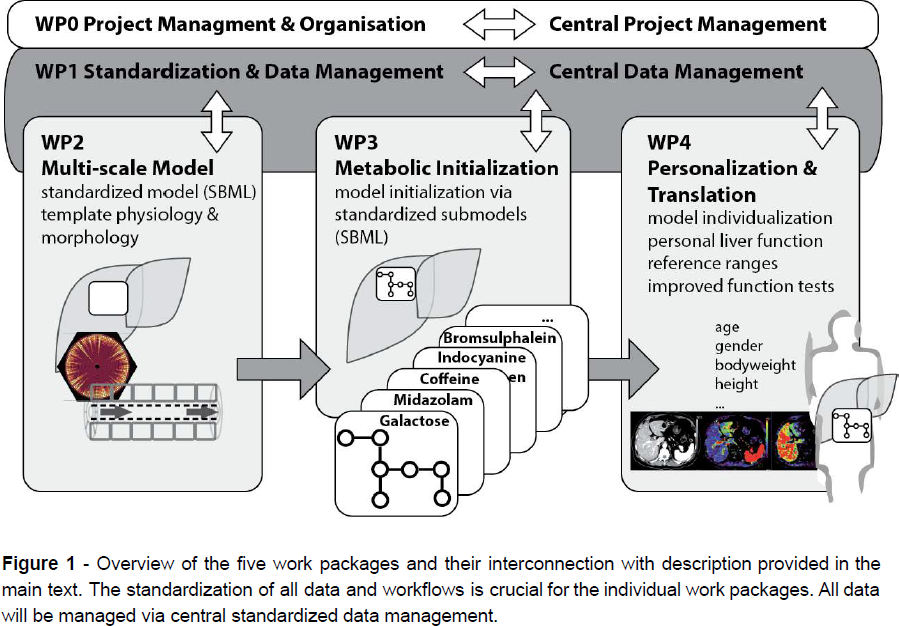 WP0 Project Managment & Organisation
Central Project Management
WP1 Standardization & Data Management
Central Data Management
WP2
Multi-scale Model
standardized model (SBML)
template physiology &
morphology
WP3
Metabolic Initialization
model initialization via
standardized submodels
(SBML)
...
Bromsulphalein
Indocyanine
en
Coffeine
Midazolam
Galactose
WP4
Personalization &
Translation
model individualization
personal liver function
reference ranges
improved function tests
age
gender
bodyweight
height
...
Figure 1 - Overview of the five work packages and their interconnection with description provided in the
main text. The standardization of all data and workflows is crucial for the individual work packages. All data
will be managed via central standardized data management.